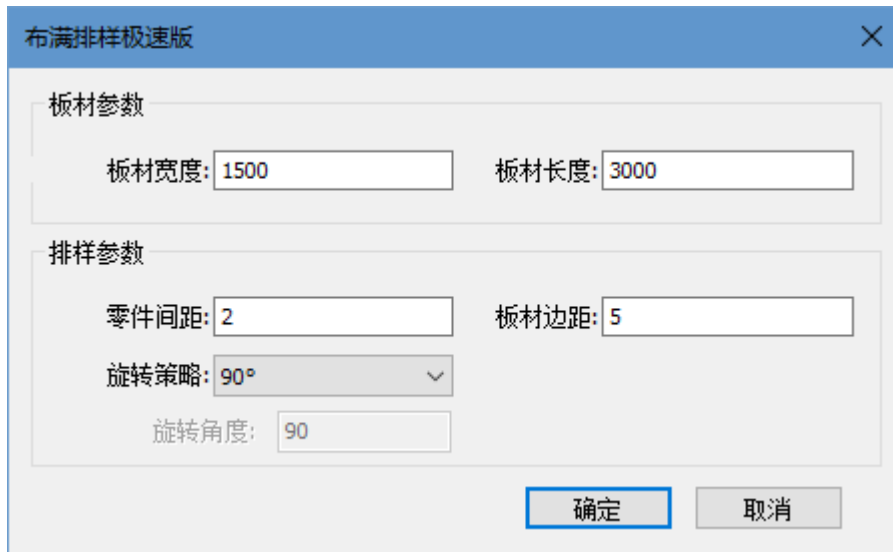 布满排样极速版
板材参数
板材宽度: 1500 板材长度: 3000
排样参数
零件间距: 2 板材边距: 5
旋转策略: 90°
旋转角度: 90
确定 取消